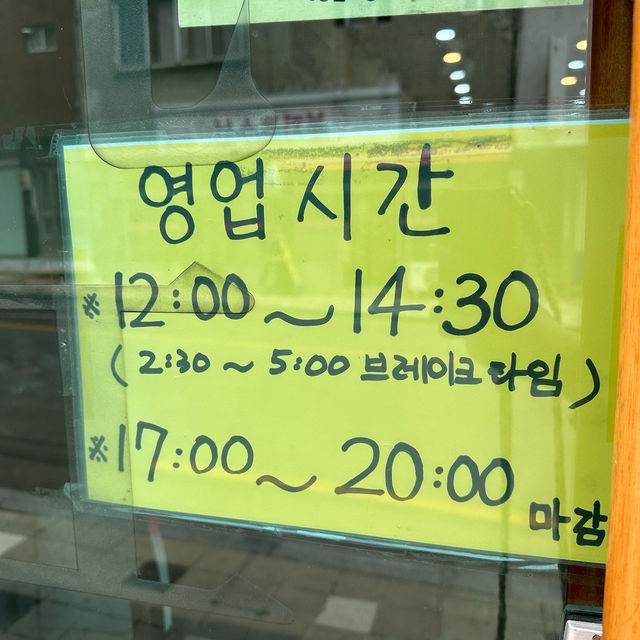 영업시간
※ 12:00 ~ 14:30
( 2:30 ~ 5:00 브레이크타임 )
※ 17:00 ~ 20:00
마감